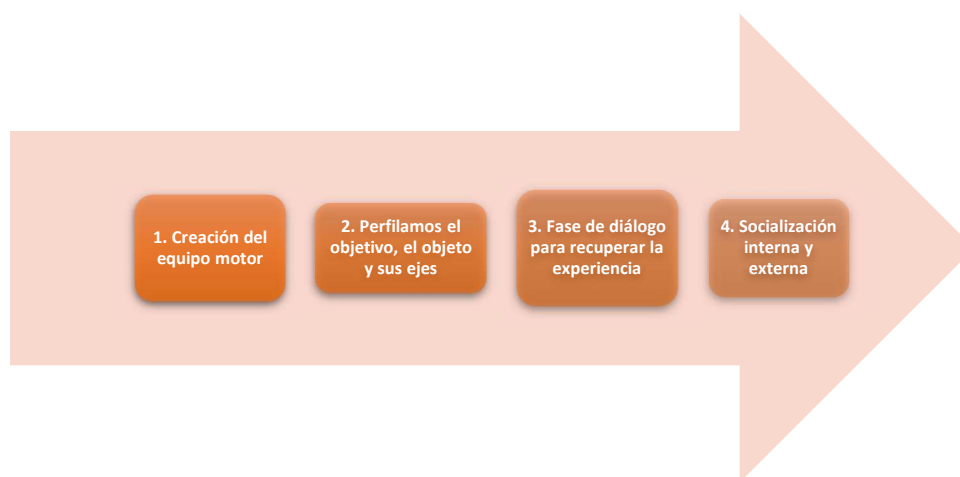 1. Creación del
equipo motor
2. Perfilamos el
objetivo, el objeto
y sus ejes
3. Fase de diálogo
para recuperar la
experiencia
4. Socialización
interna y
externa